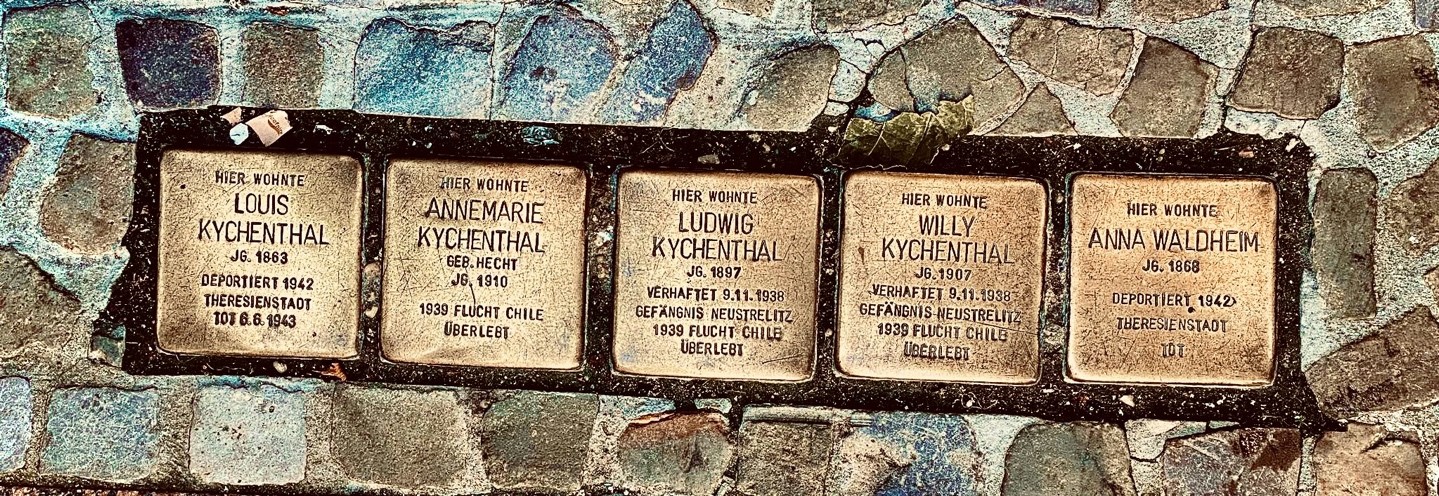 HIER WOHNTE
LOUIS
KYCHENTHAL
JG. 1863
DEPORTIERT 1942
THERESIENSTADT
TOT 6.6.1943
HIER WOHNTE
ANNEMARIE
KYCHENTHAL
GEB. HECHT
JG. 1910
1939 FLUCHT CHILE
ÜBERLEBT
HIER WOHNTE
LUDWIG
KYCHENTHAL
JG. 1897
VERHAFTET 9.11.1938
GEFÄNGNIS NEUSTRELITZ
1939 FLUCHT CHILE
ÜBERLEBT
HIER WOHNTE
WILLY
KYCHENTHAL
JG. 1907
VERHAFTET 9.11.1938
GEFÄNGNIS NEUSTRELITZ
1939 FLUCHT CHILE
ÜBERLEBT
HIER WOHNTE
ANNA WALDHEIM
JG. 1868
DEPORTIERT 1942
THERESIENSTADT
TOT